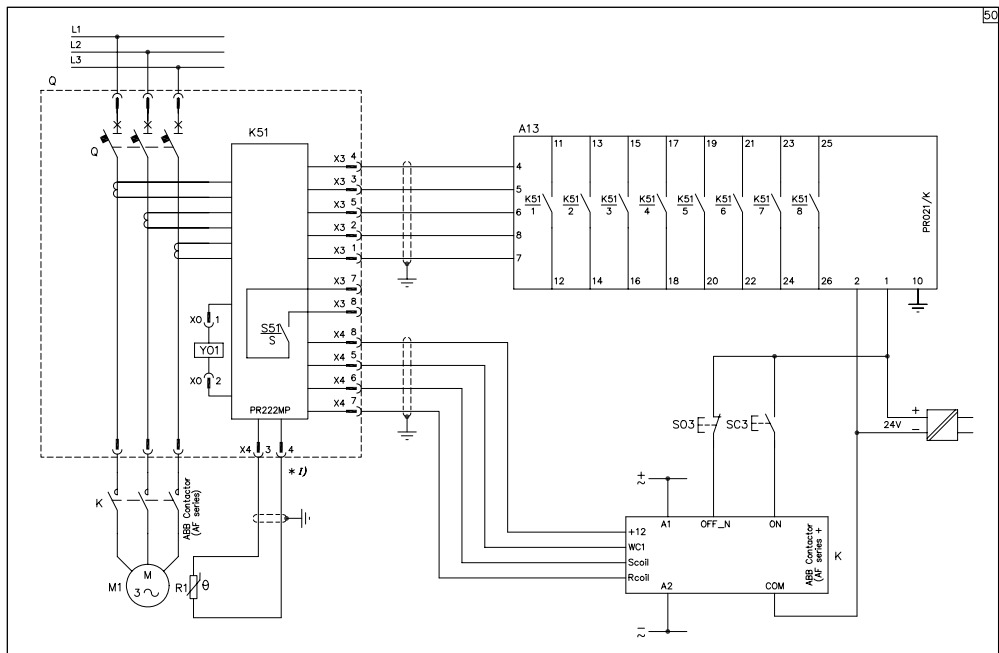 50
L1
L2
L3
Q
Q
K51
X3 4
X3 3
X3 5
X3 2
X3 1
X3 7
X3 8
X4 8
X4 5
X4 6
X4 7
S51
S
X0 1
Y01
X0 2
PR222MP
X4 3 4
* 1)
K
ABB Contactor
(AF series)
M1
M
3 ~
R1 θ
A13
11 13 15 17 19 21 23 25
4
5
6
8
7
K51
1
K51
2
K51
3
K51
4
K51
5
K51
6
K51
7
K51
8
12 14 16 18 20 22 24 26 2 1 10
PR021/K
SO3
SC3
+
24V
-
+
~
A1 OFF_N ON
+12
WC1
Scoil
Rcoil
A2 COM
ABB Contactor
(AF series +
K
-
~